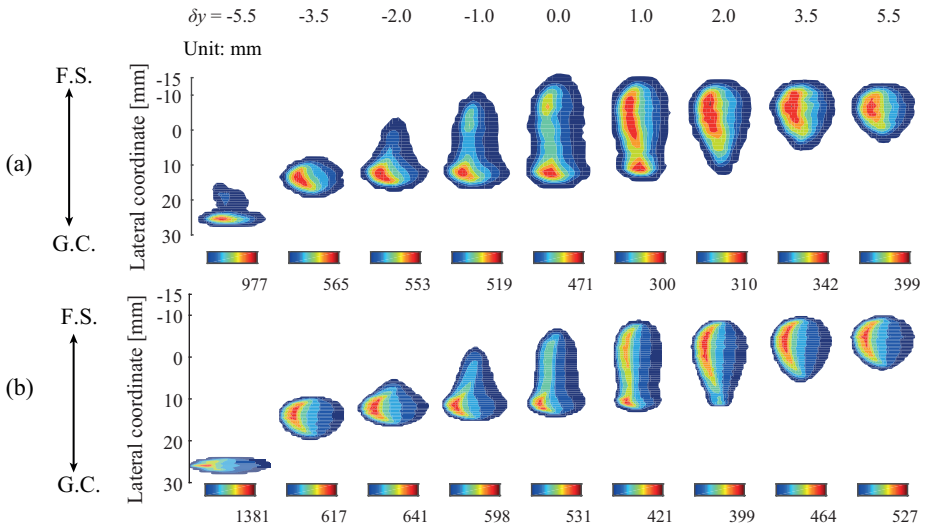 δy = -5.5 -3.5 -2.0 -1.0 0.0 1.0 2.0 3.5 5.5
Unit: mm
(a)
F.S.
G.C.
Lateral coordinate [mm]
-15
-10
0
10
20
30
977 565 553 519 471 300 310 342 399
(b)
F.S.
G.C.
Lateral coordinate [mm]
-15
-10
0
10
20
30
1381 617 641 598 531 421 399 464 527